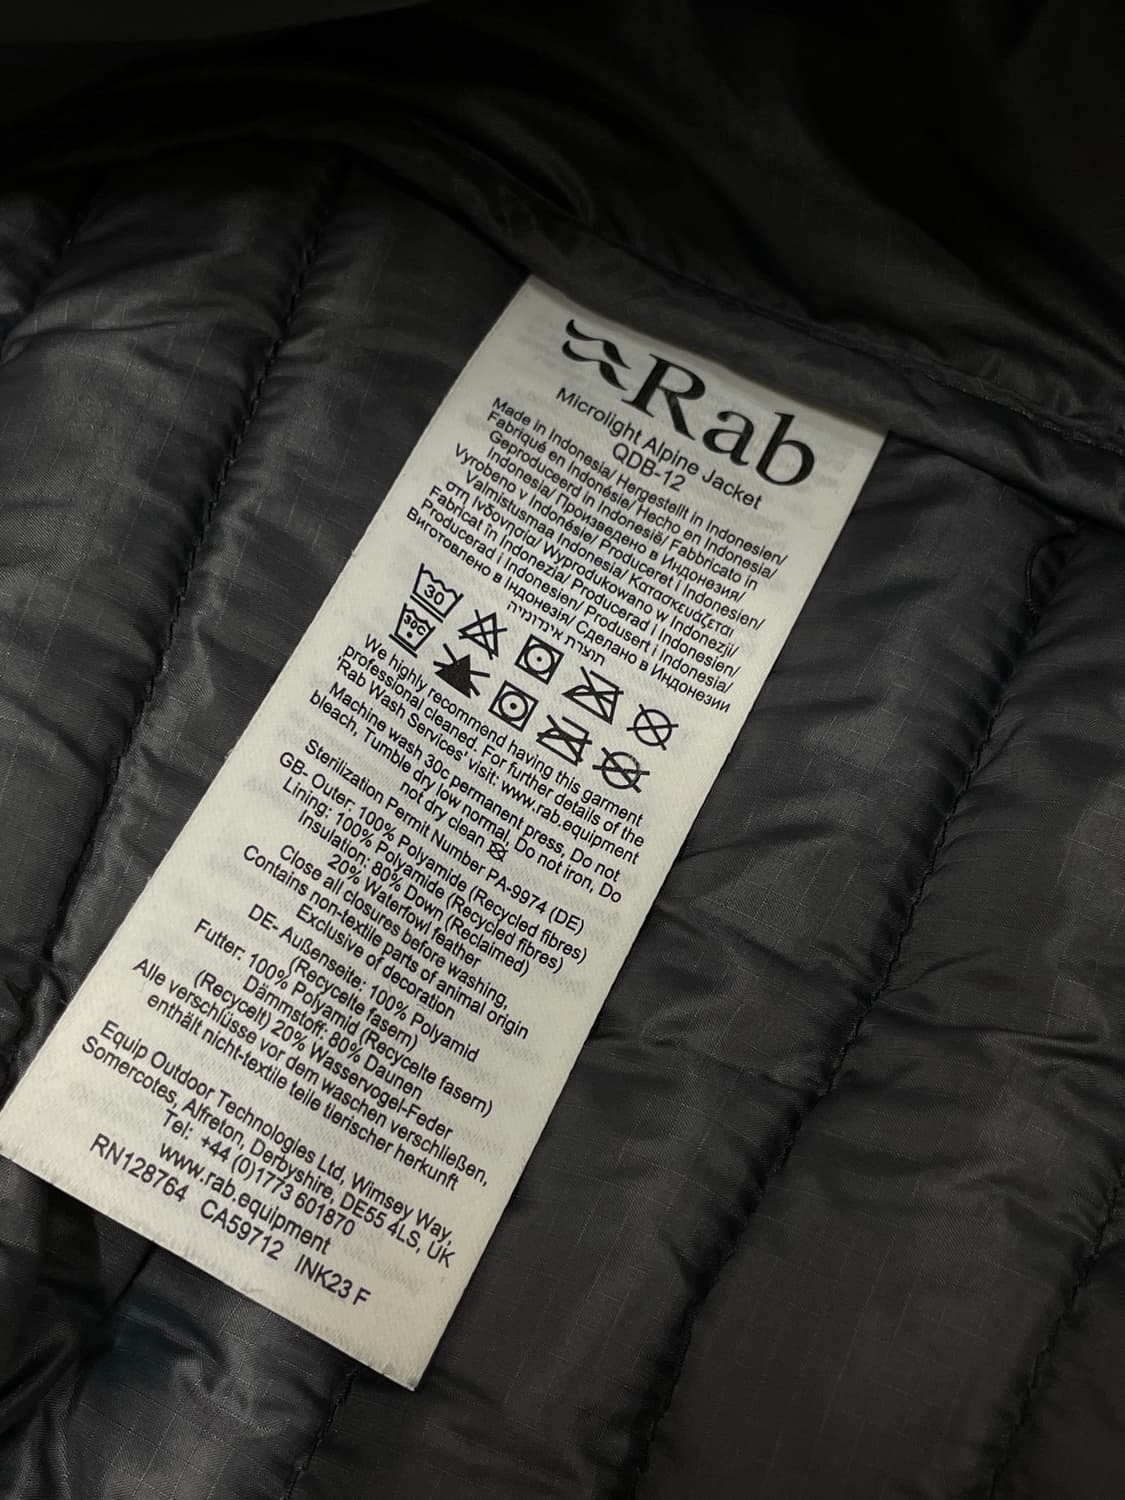 Rab
Microlight Alpine Jacket
QDB-12
Made in Indonesia/ Hergestellt in Indonesien/
Fabriqué en Indonésie/ Hecho en Indonesia/
Geproduceerd in Indonesië/ Fabbricato in
Indonesia/ Произведено в Индонезия/
Vyrobeno v Indonésie/ Produceret i Indonesien/
Valmistusmaa Indonesia/ Κατασκευάζεται
στη Ινδονησία/ Wyprodukowano w Indonezji/
Fabricat în Indonezia/ Producerad i Indonesien/
Producerad i Indonesien/ Produsert i Indonesia/
Виготовлено в Індонезія/ Сделано в Индонезии
תוצרת אינדונזיה
30
30C
We highly recommend having this garment
professional cleaned. For further details of the
'Rab Wash Services' visit: www.rab.equipment
Machine wash 30c permanent press, Do not
bleach, Tumble dry low normal, Do not iron, Do
not dry clean
Sterilization Permit Number PA-9974 (DE)
GB- Outer: 100% Polyamide (Recycled fibres)
Lining: 100% Polyamide (Recycled fibres)
Insulation: 80% Down (Reclaimed)
20% Waterfowl feather
Close all closures before washing,
Contains non-textile parts of animal origin
Exclusive of decoration
DE- Außenseite: 100% Polyamid
(Recycelte fasern)
Futter: 100% Polyamid (Recycelte fasern)
Dämmstoff: 80% Daunen
(Recycelt) 20% Wasservogel-Feder
Alle verschlüsse vor dem waschen verschließen,
enthält nicht-textile teile tierischer herkunft
Equip Outdoor Technologies Ltd, Wimsey Way,
Somercotes, Alfreton, Derbyshire, DE55 4LS, UK
Tel: +44 (0)1773 601870
www.rab.equipment
RN128764 CA59712 INK23 F